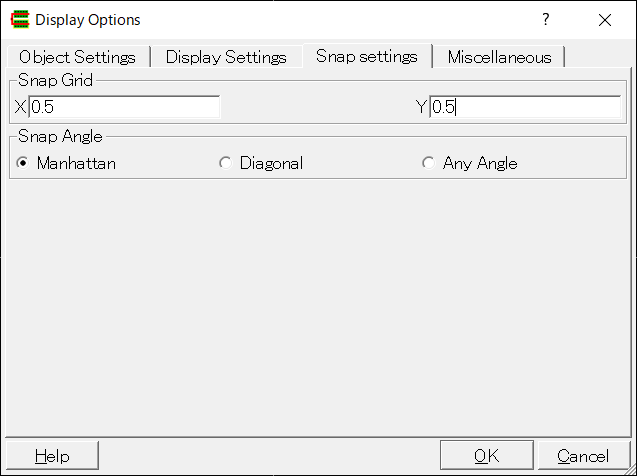 Display Options
?
Object Settings Display Settings Snap settings Miscellaneous
Snap Grid
X 0.5 Y 0.5
Snap Angle
Manhattan Diagonal Any Angle
Help OK Cancel